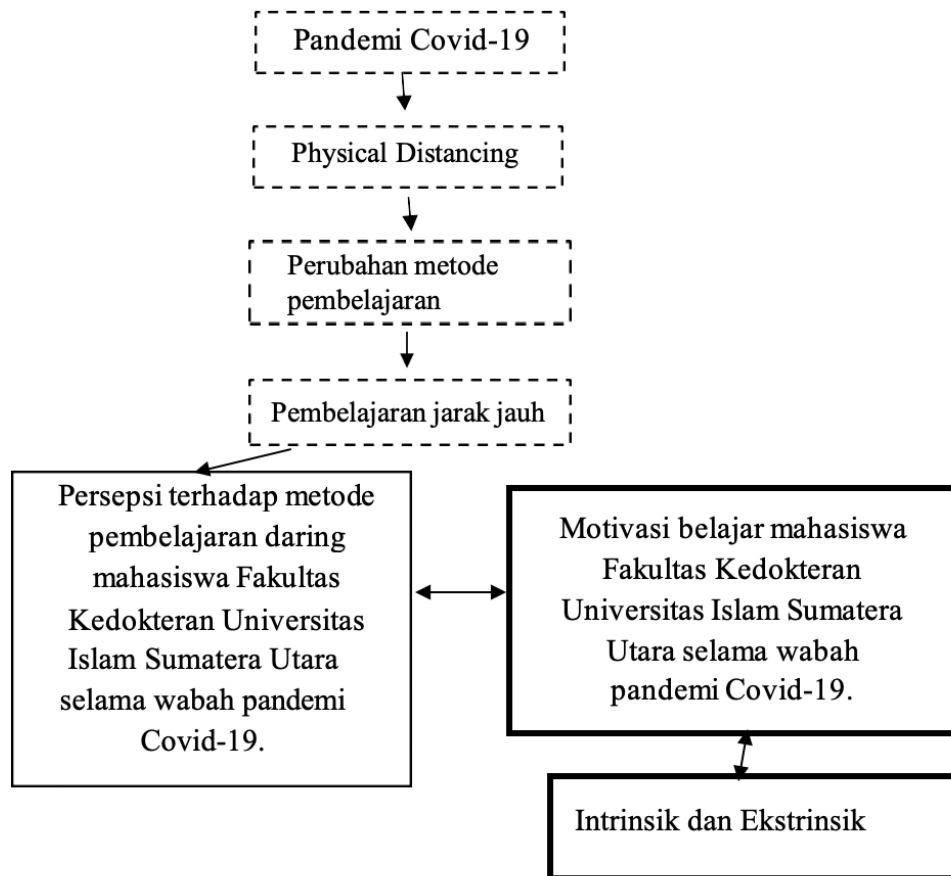 Pandemi Covid-19
Physical Distancing
Perubahan metode
pembelajaran
Pembelajaran jarak jauh
Persepsi terhadap metode
pembelajaran daring
mahasiswa Fakultas
Kedokteran Universitas
Islam Sumatera Utara
selama wabah pandemi
Covid-19.
Motivasi belajar mahasiswa
Fakultas Kedokteran
Universitas Islam Sumatera
Utara selama wabah
pandemi Covid-19.
Intrinsik dan Ekstrinsik